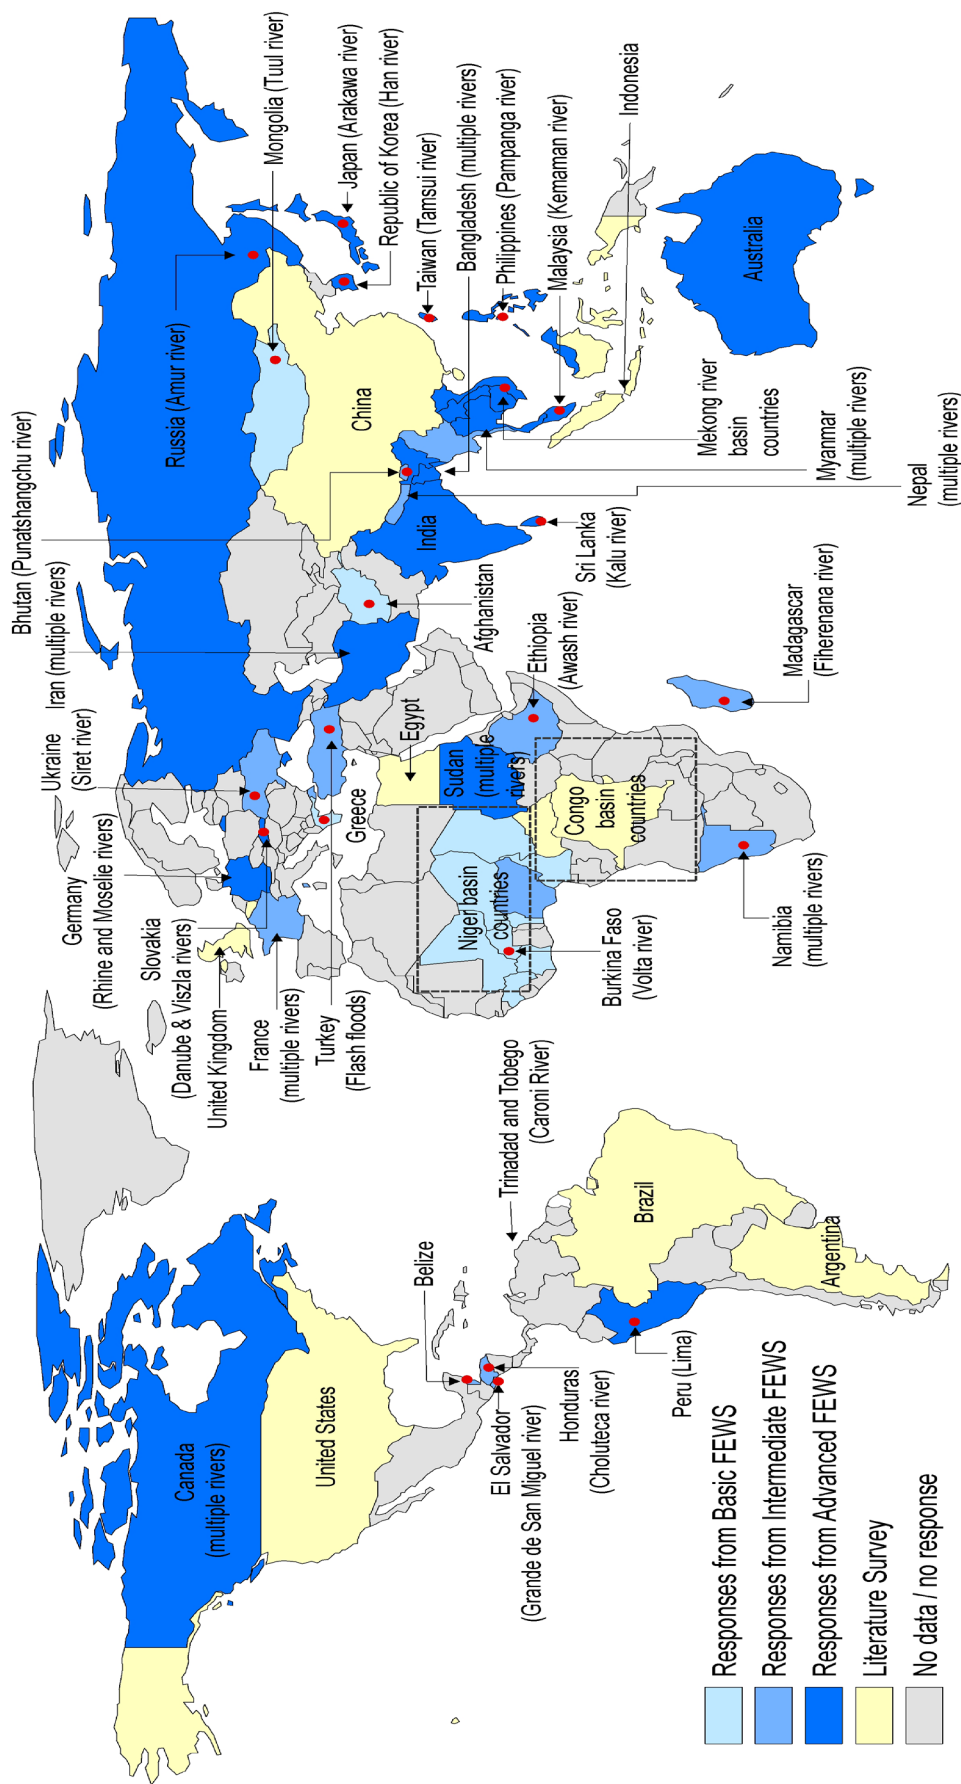 Canada
(multiple rivers)
United States
Belize
El Salvador
(Grande de San Miguel river)
Honduras
(Choluteca river)
Trinadad and Tobego
(Caroni River)
Peru (Lima)
Brazil
Argentina
Germany
(Rhine and Moselie rivers)
Slovakia
(Danube & Viszla rivers)
United Kingdom
France
(multiple rivers)
Turkey
(Flash floods)
Ukraine
(Siret river)
Greece
Egypt
Sudan
(multiple
rivers)
Niger basin
countries
Congo
basin
countries
Burkina Faso
(Volta river)
Namibia
(multiple rivers)
Ethiopia
(Awash river)
Madagascar
(Fiherenana river)
Iran (multiple rivers)
Bhutan (Punatshangchu river)
Afghanistan
Russia (Amur river)
China
India
Sri Lanka
(Kalu river)
Nepal
(multiple rivers)
Myanmar
(multiple rivers)
Mekong river
basin
countries
Mongolia (Tuul river)
Japan (Arakawa river)
Republic of Korea (Han river)
Taiwan (Tamsui river)
Bangladesh (multiple rivers)
Philippines (Pampanga river)
Malaysia (Kemaman river)
Indonesia
Australia
Responses from Basic FEWS
Responses from Intermediate FEWS
Responses from Advanced FEWS
Literature Survey
No data / no response